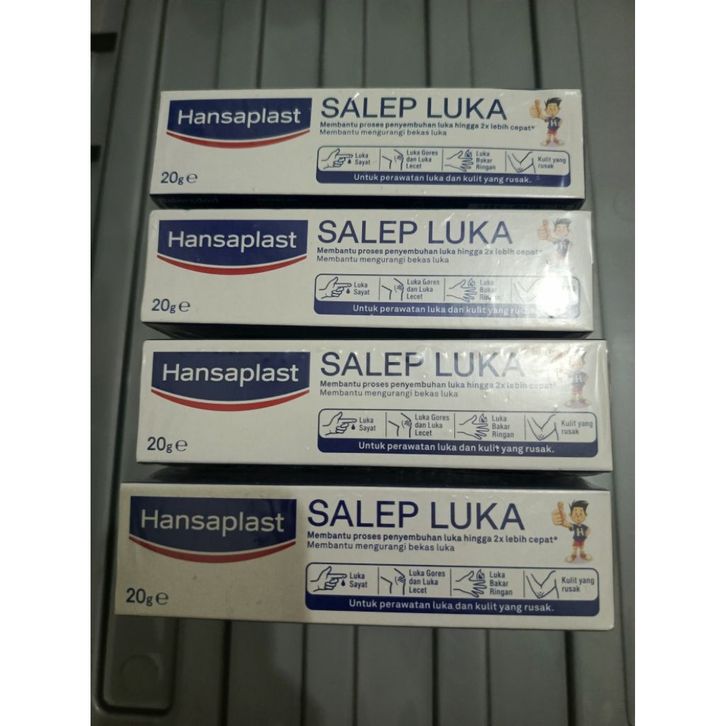 Hansaplast
SALEP LUKA
Membantu proses penyembuhan luka hingga 2x lebih cepat*
Membantu mengurangi bekas luka
Luka Sayat
Luka Gores dan Luka Lecet
Luka Bakar Ringan
Kulit yang rusak
Untuk perawatan luka dan kulit yang rusak.
20g e
Hansaplast
SALEP LUKA
Membantu proses penyembuhan luka hingga 2x lebih cepat*
Membantu mengurangi bekas luka
Luka Sayat
Luka Gores dan Luka Lecet
Luka Bakar
Untuk perawatan luka dan kulit yang
20g e
Hansaplast
SALEP LUKA
Membantu proses penyembuhan luka hingga 2x lebih cepat*
Membantu mengurangi bekas luka
Luka Sayat
Luka Gores dan Luka Lecet
Luka Bakar Ringan
Kulit yang rusak
Untuk perawatan luka dan kulit yang rusak.
20g e
Hansaplast
SALEP LUKA
Membantu proses penyembuhan luka hingga 2x lebih cepat*
Membantu mengurangi bekas luka
Luka Sayat
Luka Gores dan Luka Lecet
Luka Bakar Ringan
Kulit yang rusak
Untuk perawatan luka dan kulit yang rusak.
20g e